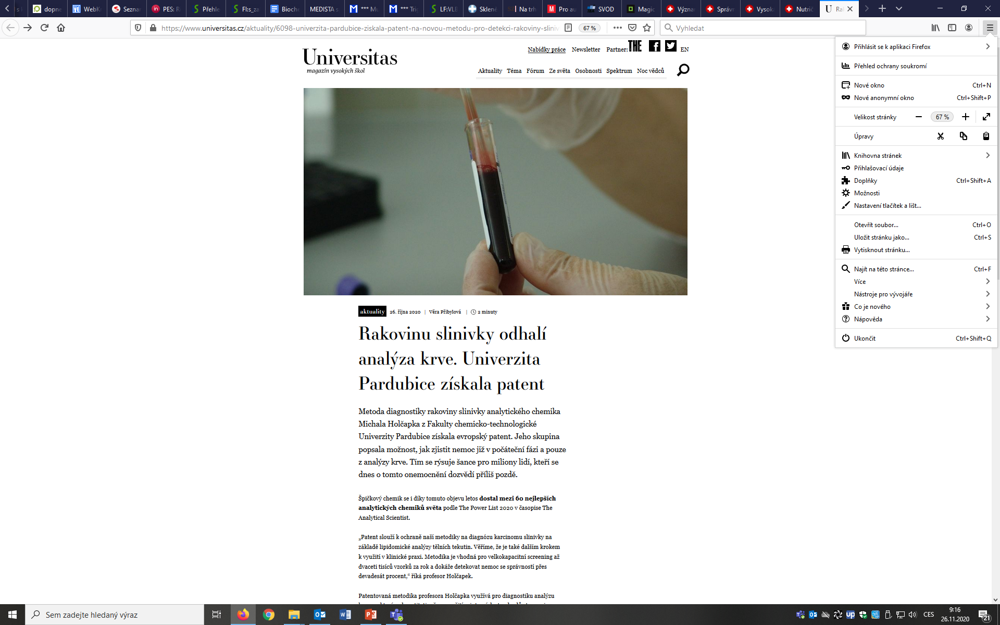 dopne
WebK
Sezna
PES: R
Přehle
FI:s_za
Bioche
MEDISTA s
*** Mu
*** Tri
LF:VLE
Skleně
Na trh
Pro au
SVOD
Magic
Význa
Správn
Vysok
Nutrič
Ra
https://www.universitas.cz/aktuality/6098-univerzita-pardubice-ziskala-patent-na-novou-metodu-pro-detekci-rakoviny-sliniv
67 %
Vyhledat
Universitas
magazín vysokých škol
Nabídky práce Newsletter Partner: THE EN
Aktuality Téma Fórum Ze světa Osobnosti Spektrum Noc vědců
aktuality 26. října 2020 | Věra Přibylová | 2 minuty
Rakovinu slinivky odhalí
analýza krve. Univerzita
Pardubice získala patent
Metoda diagnostiky rakoviny slinivky analytického chemika
Michala Holčapka z Fakulty chemicko-technologické
Univerzity Pardubice získala evropský patent. Jeho skupina
popsala možnost, jak zjistit nemoc již v počáteční fázi a pouze
z analýzy krve. Tím se rýsuje šance pro miliony lidí, kteří se
dnes o tomto onemocnění dozvědí příliš pozdě.
Špičkový chemik se i díky tomuto objevu letos dostal mezi 60 nejlepších
analytických chemiků světa podle The Power List 2020 v časopise The
Analytical Scientist.
„Patent slouží k ochraně naší metodiky na diagnózu karcinomu slinivky na
základě lipidomické analýzy tělních tekutin. Věříme, že je také dalším krokem
k využití v klinické praxi. Metodika je vhodná pro velkokapacitní screening až
dvaceti tisíců vzorků za rok a dokáže detekovat nemoc se správností přes
devadesát procent,“ říká profesor Holčapek.
Patentovaná metodika profesora Holčapka využívá pro diagnostiku analýzu
Přihlásit se k aplikaci Firefox
Přehled ochrany soukromí
Nové okno Ctrl+N
Nové anonymní okno Ctrl+Shift+P
Velikost stránky 67 %
Úpravy
Knihovna stránek
Přihlašovací údaje
Doplňky Ctrl+Shift+A
Možnosti
Nastavení tlačítek a lišt...
Otevřít soubor... Ctrl+O
Uložit stránku jako... Ctrl+S
Vytisknout stránku...
Najít na této stránce... Ctrl+F
Více
Nástroje pro vývojáře
Co je nového
Nápověda
Ukončit Ctrl+Shift+Q
Sem zadejte hledaný výraz
CES
9:16
26.11.2020
21